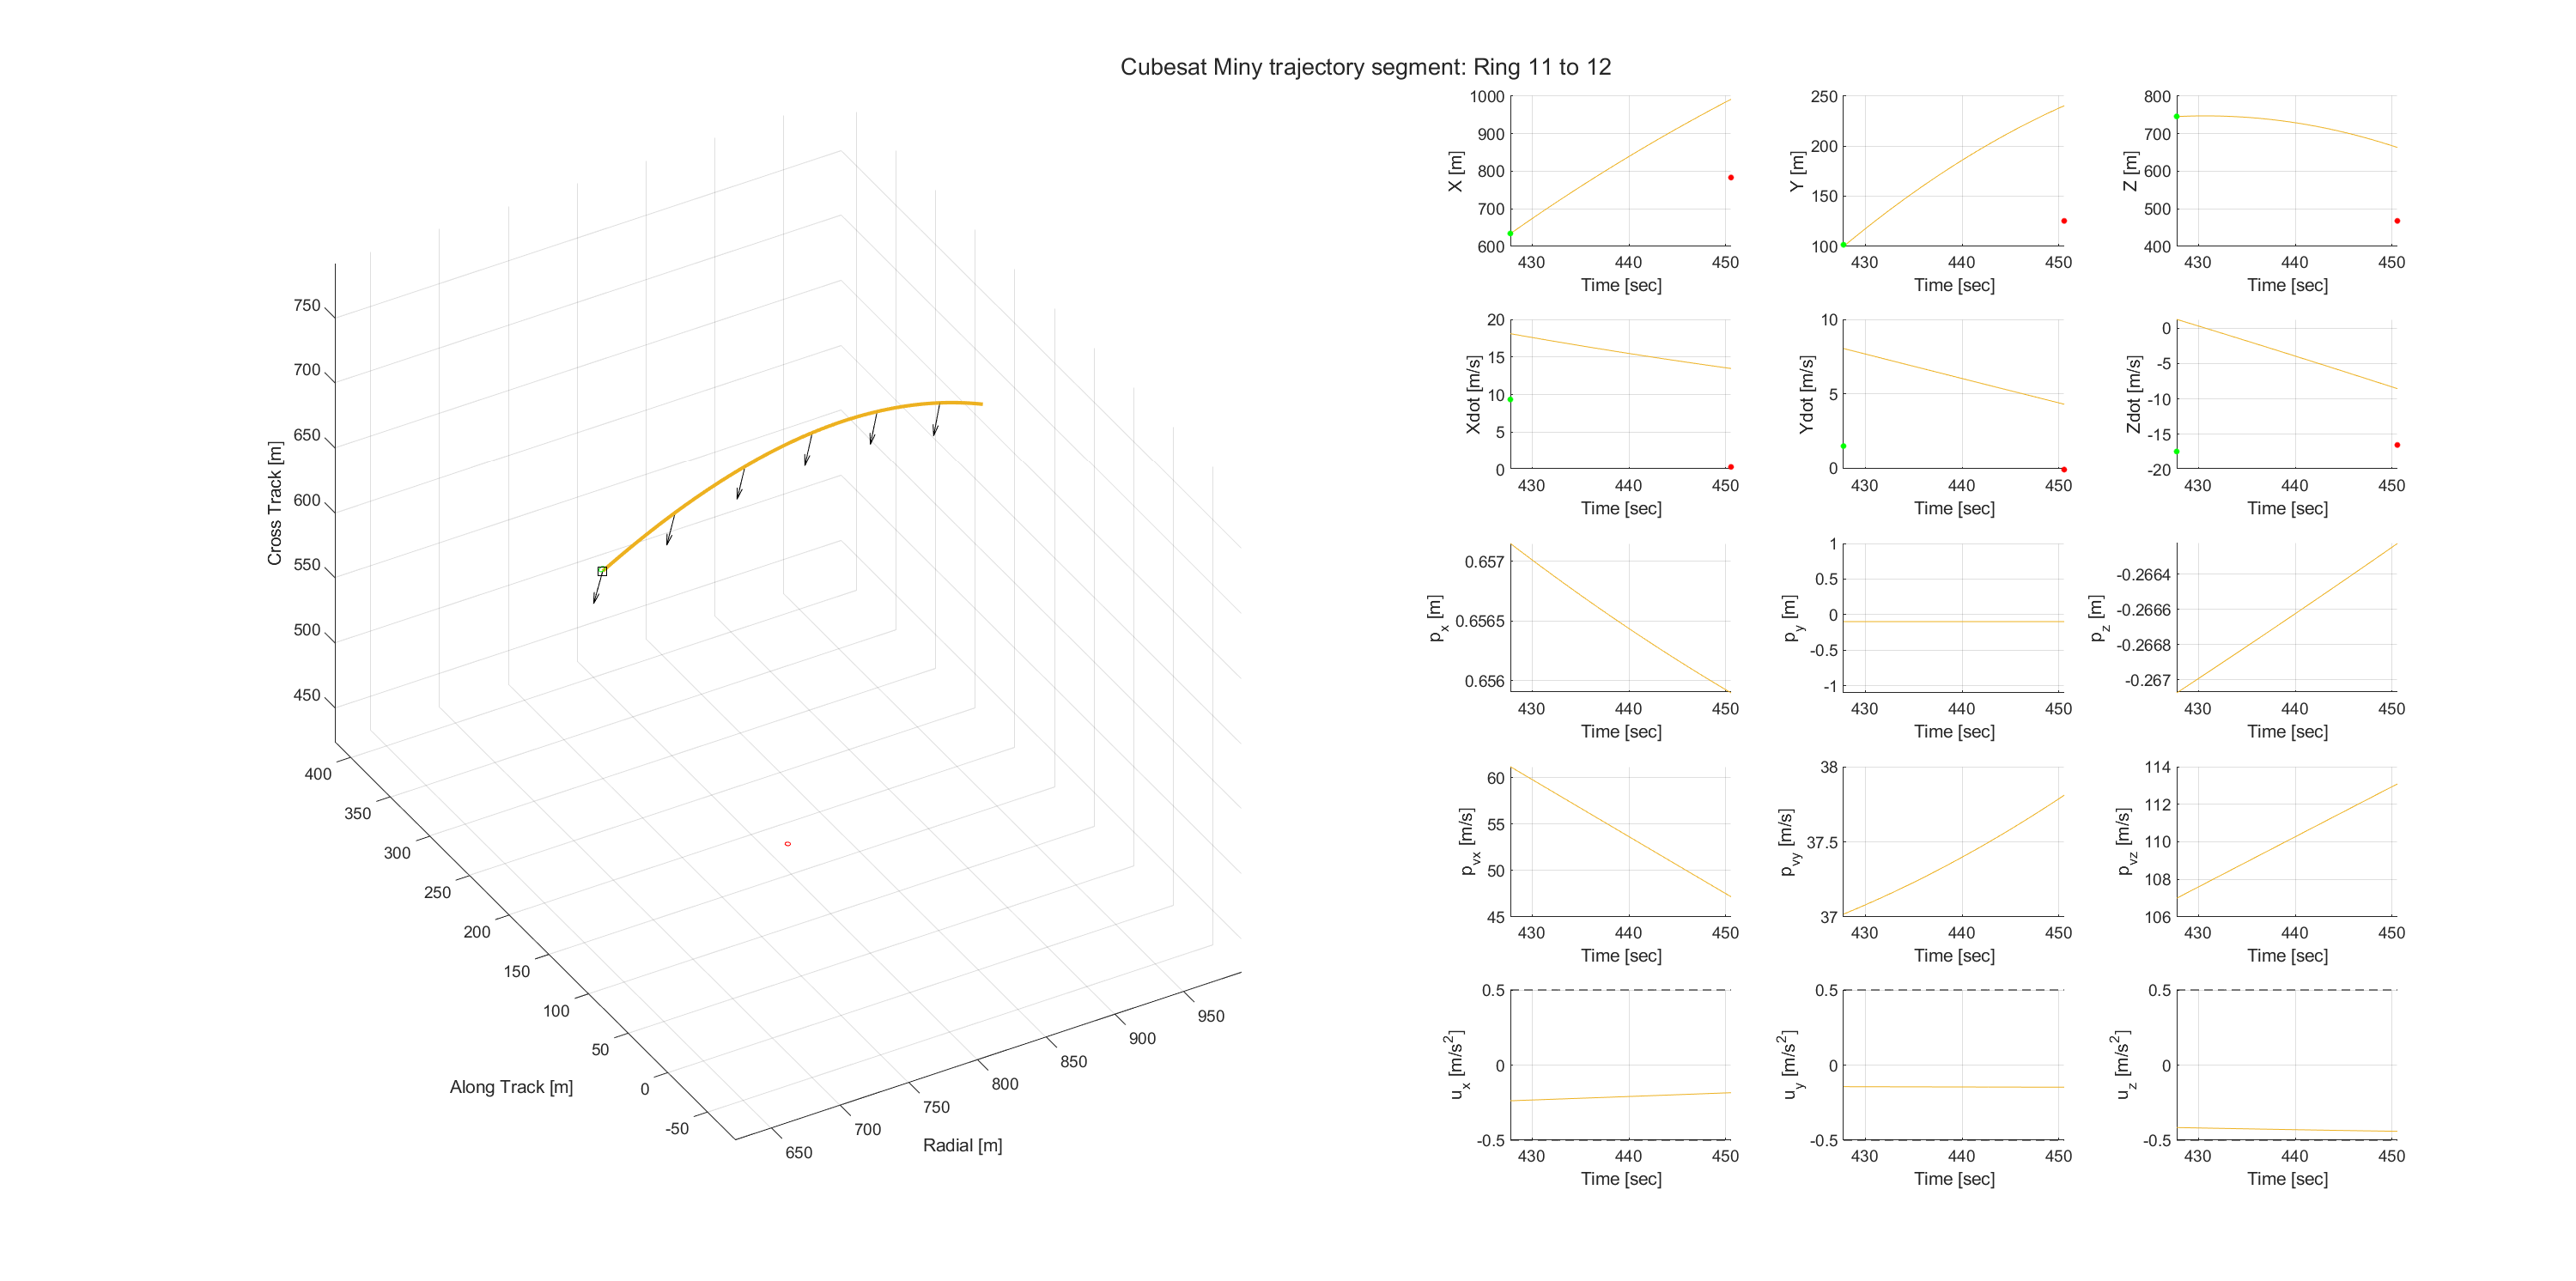 Cubesat Miny trajectory segment: Ring 11 to 12
Cross Track [m]
750
700
650
600
550
500
450
400
350
300
250
200
150
100
50
0
-50
Along Track [m]
650
700
750
800
850
900
950
Radial [m]
X [m]
1000
900
800
700
600
430 440 450
Time [sec]
Y [m]
250
200
150
100
430 440 450
Time [sec]
Z [m]
800
700
600
500
400
430 440 450
Time [sec]
Xdot [m/s]
20
15
10
5
0
430 440 450
Time [sec]
Ydot [m/s]
10
5
0
430 440 450
Time [sec]
Zdot [m/s]
0
-5
-10
-15
-20
430 440 450
Time [sec]
p_x [m]
0.657
0.6565
0.656
430 440 450
Time [sec]
p_y [m]
1
0.5
0
-0.5
-1
430 440 450
Time [sec]
p_z [m]
-0.2664
-0.2666
-0.2668
-0.267
430 440 450
Time [sec]
p_vx [m/s]
60
55
50
45
430 440 450
Time [sec]
p_vy [m/s]
38
37.5
37
430 440 450
Time [sec]
p_vz [m/s]
114
112
110
108
106
430 440 450
Time [sec]
u_x [m/s²]
0.5
0
-0.5
430 440 450
Time [sec]
u_y [m/s²]
0.5
0
-0.5
430 440 450
Time [sec]
u_z [m/s²]
0.5
0
-0.5
430 440 450
Time [sec]